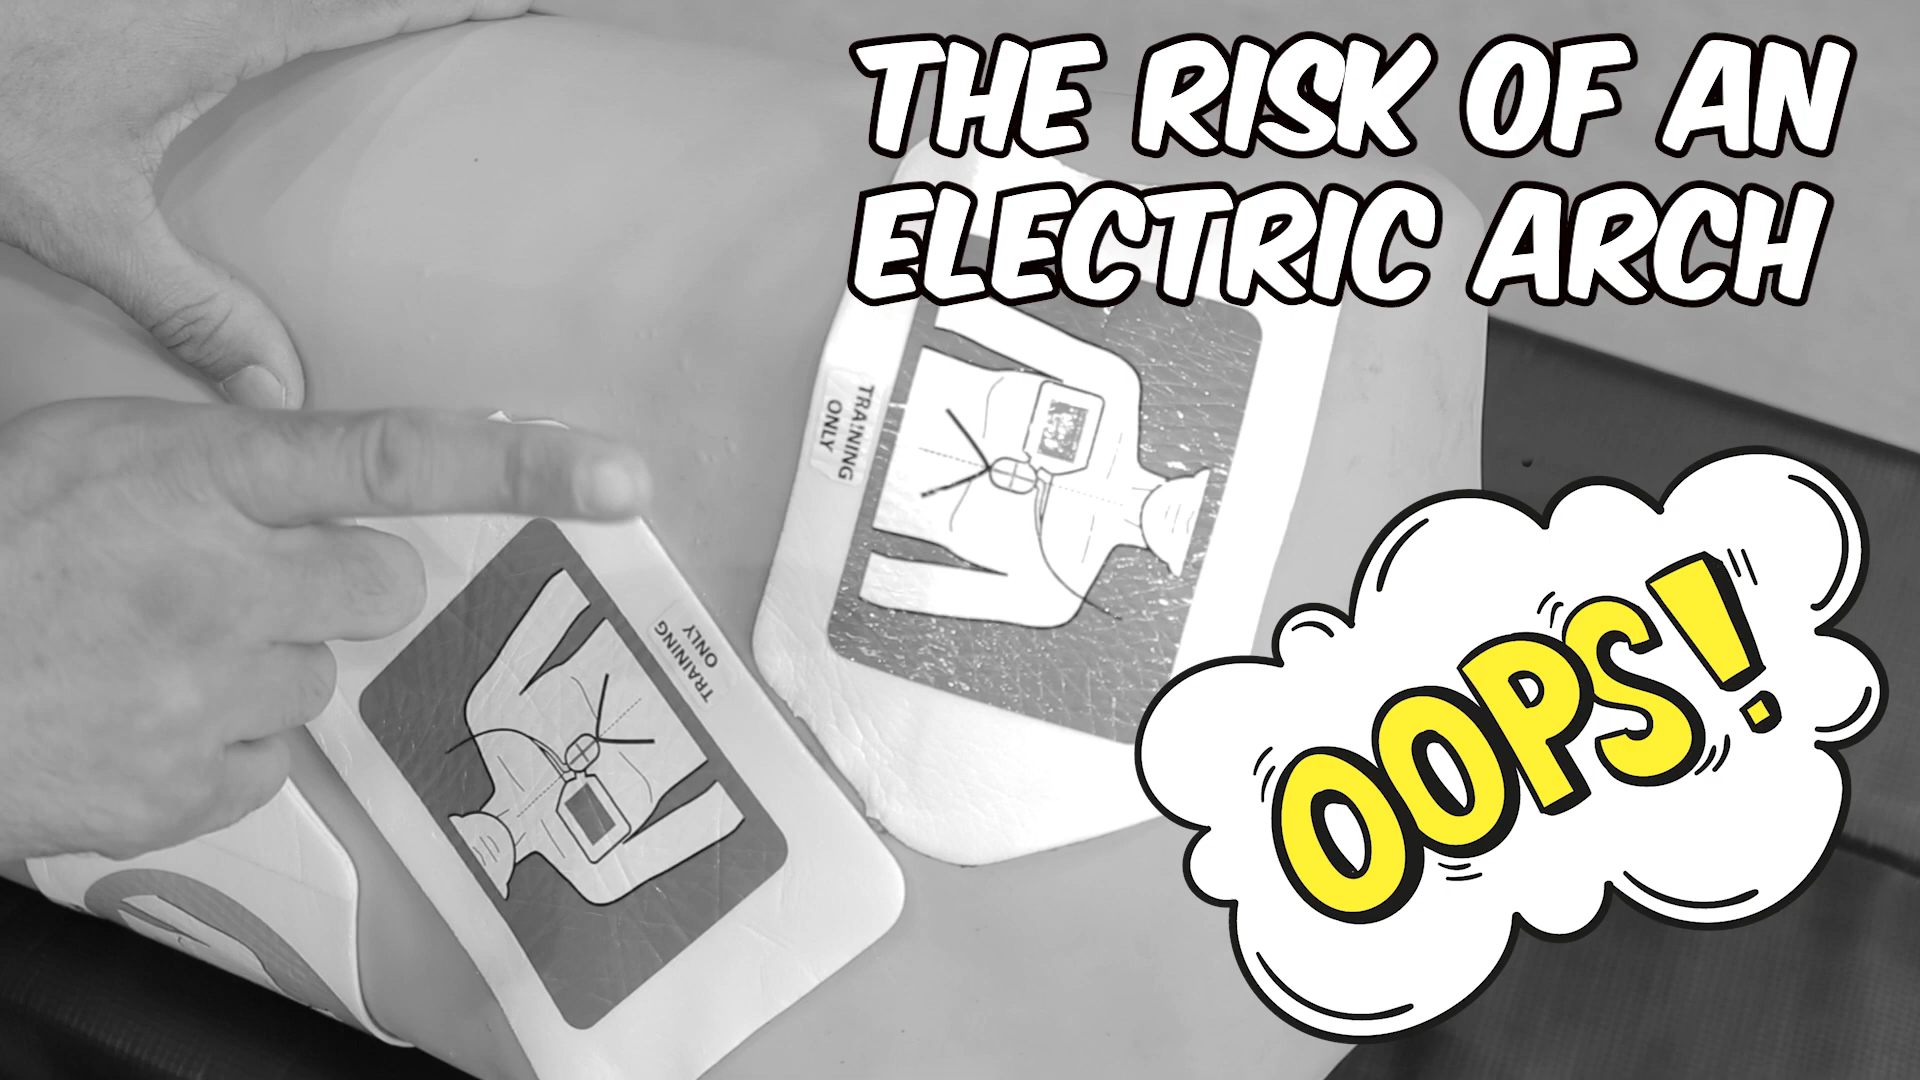 THE RISK OF AN
ELECTRIC ARCH
TRAINING
ONLY
TRAINING
ONLY
OOPS!